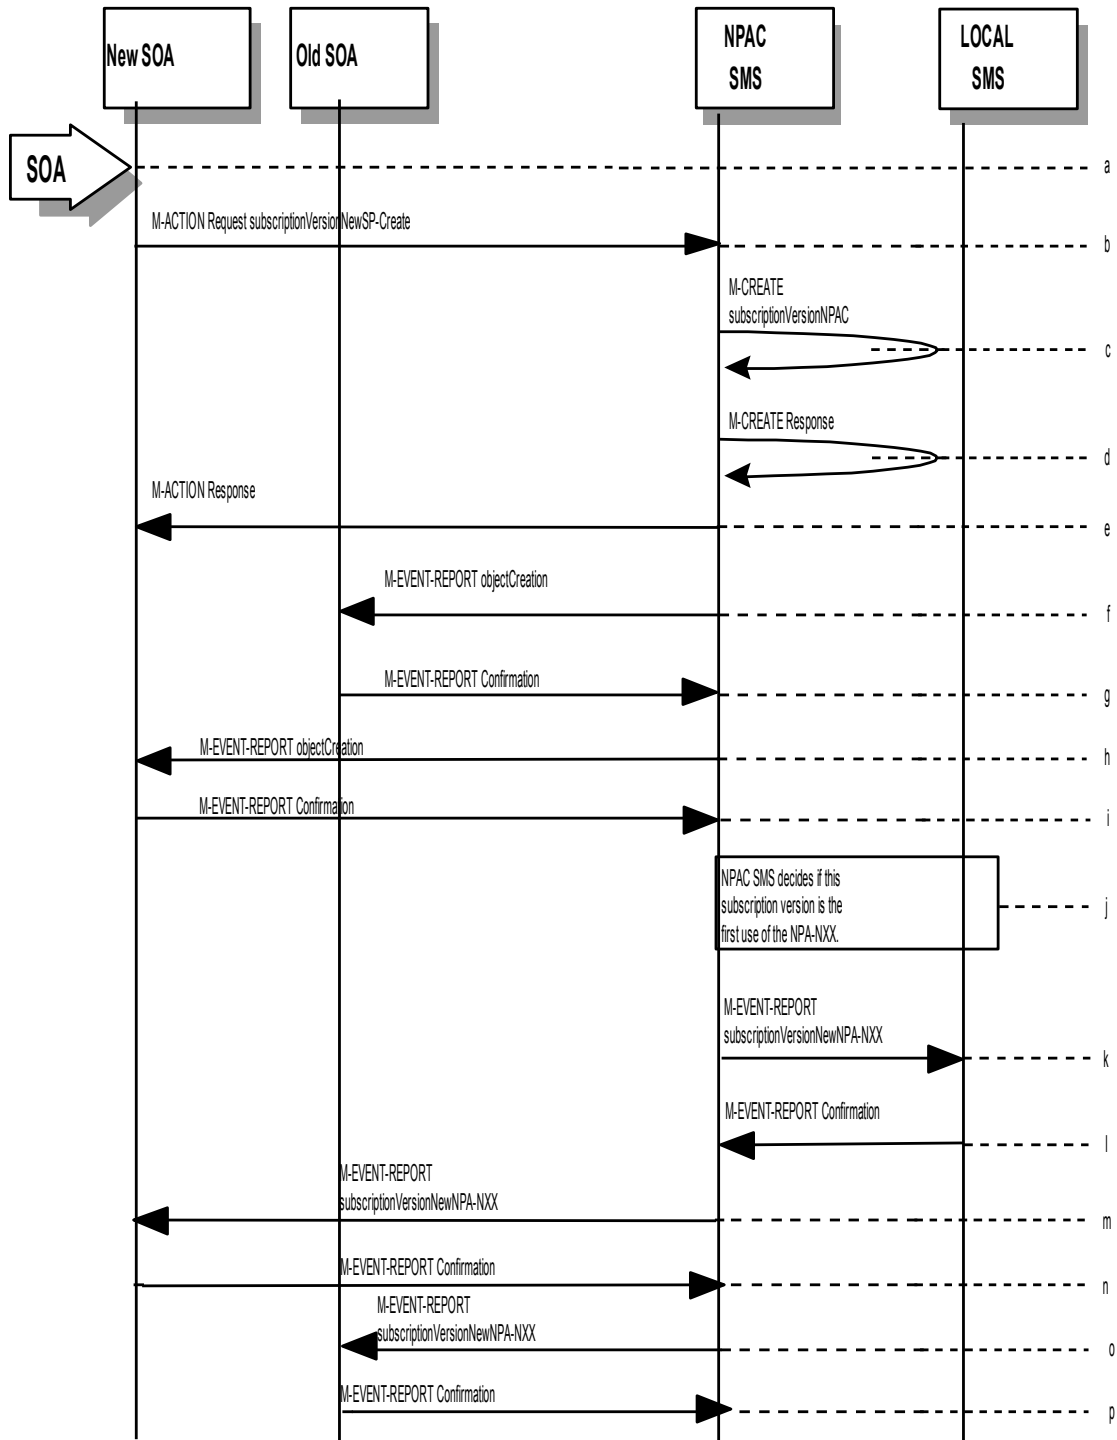 New SOA
Old SOA
NPAC
SMS
LOCAL
SMS
SOA
a
M-ACTION Request subscriptionVersionNewSP-Create
b
M-CREATE
subscriptionVersionNPAC
c
M-CREATE Response
d
M-ACTION Response
e
M-EVENT-REPORT objectCreation
f
M-EVENT-REPORT Confirmation
g
M-EVENT-REPORT objectCreation
h
M-EVENT-REPORT Confirmation
i
NPAC SMS decides if this
subscription version is the
first use of the NPA-NXX.
j
M-EVENT-REPORT
subscriptionVersionNewNPA-NXX
k
M-EVENT-REPORT Confirmation
l
M-EVENT-REPORT
subscriptionVersionNewNPA-NXX
m
M-EVENT-REPORT Confirmation
n
M-EVENT-REPORT
subscriptionVersionNewNPA-NXX
o
M-EVENT-REPORT Confirmation
p